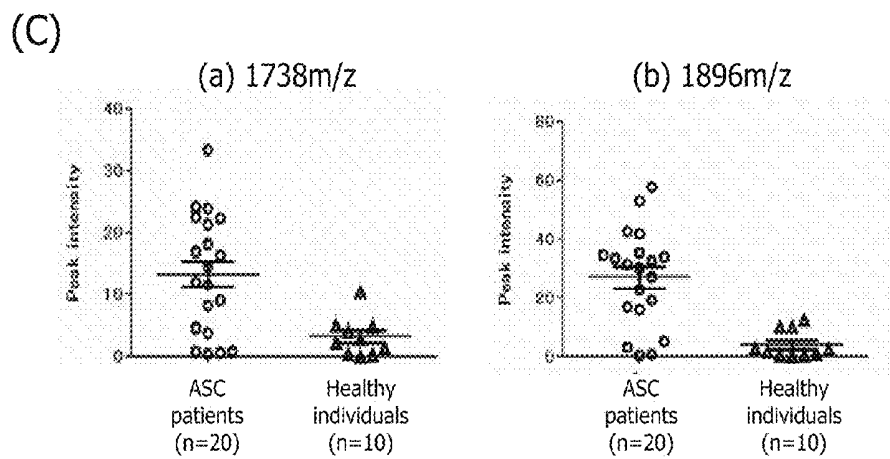 (C)
(a) 1738m/z
40
30
20
10
0
Peak intensity
ASC
patients
(n=20)
Healthy
individuals
(n=10)
(b) 1896m/z
80
60
40
20
0
Peak intensity
ASC
patients
(n=20)
Healthy
individuals
(n=10)